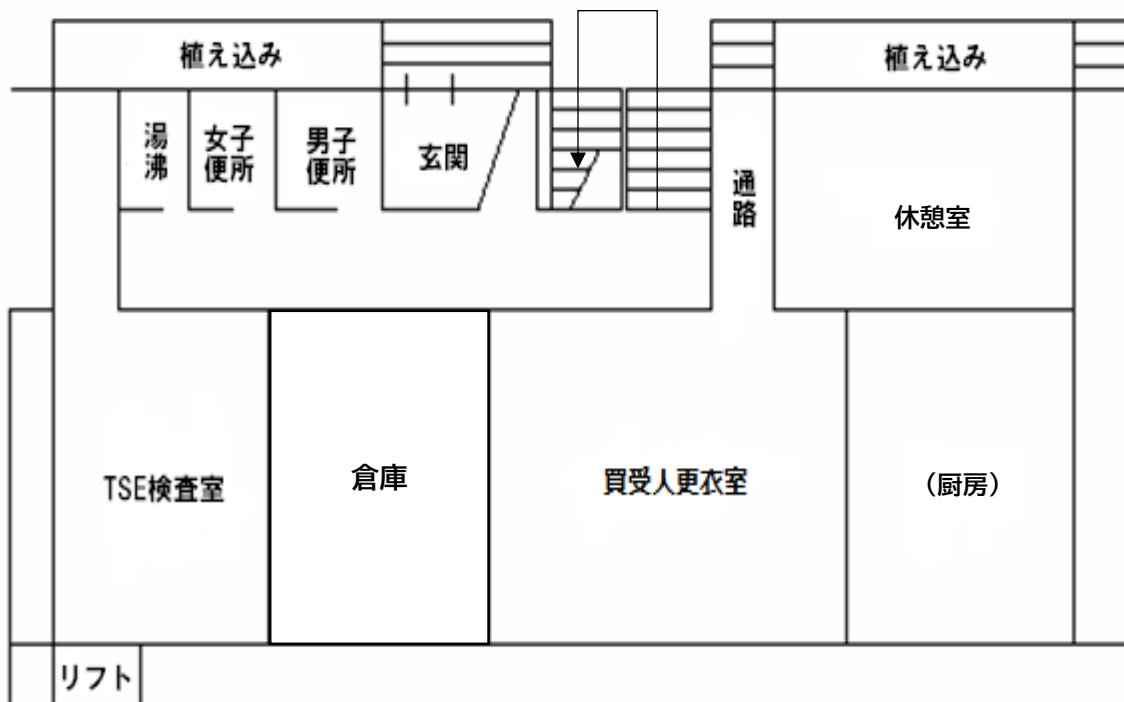 植え込み
植え込み
湯
沸
女子
便所
男子
便所
玄関
通
路
休憩室
TSE検査室
倉庫
買受人更衣室
（厨房）
リフト